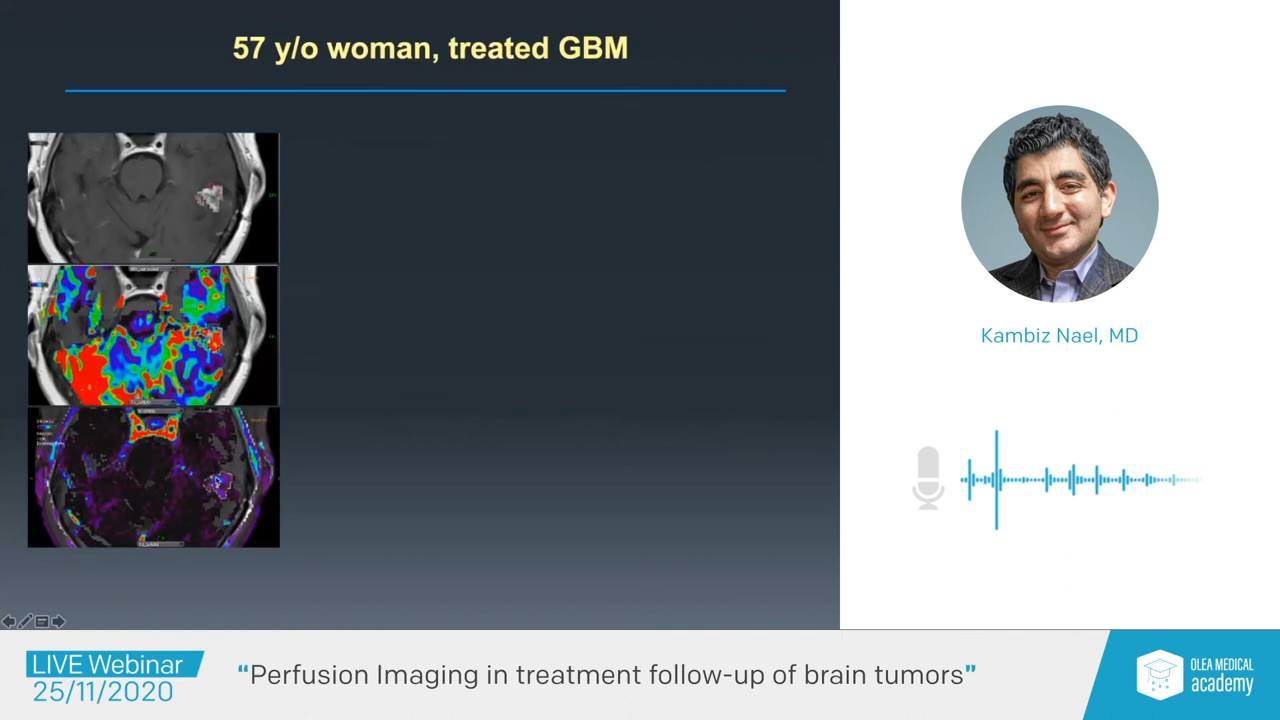 57 y/o woman, treated GBM
Kambiz Nael, MD
LIVE Webinar
25/11/2020
“Perfusion Imaging in treatment follow-up of brain tumors”
OLEA MEDICAL
academy